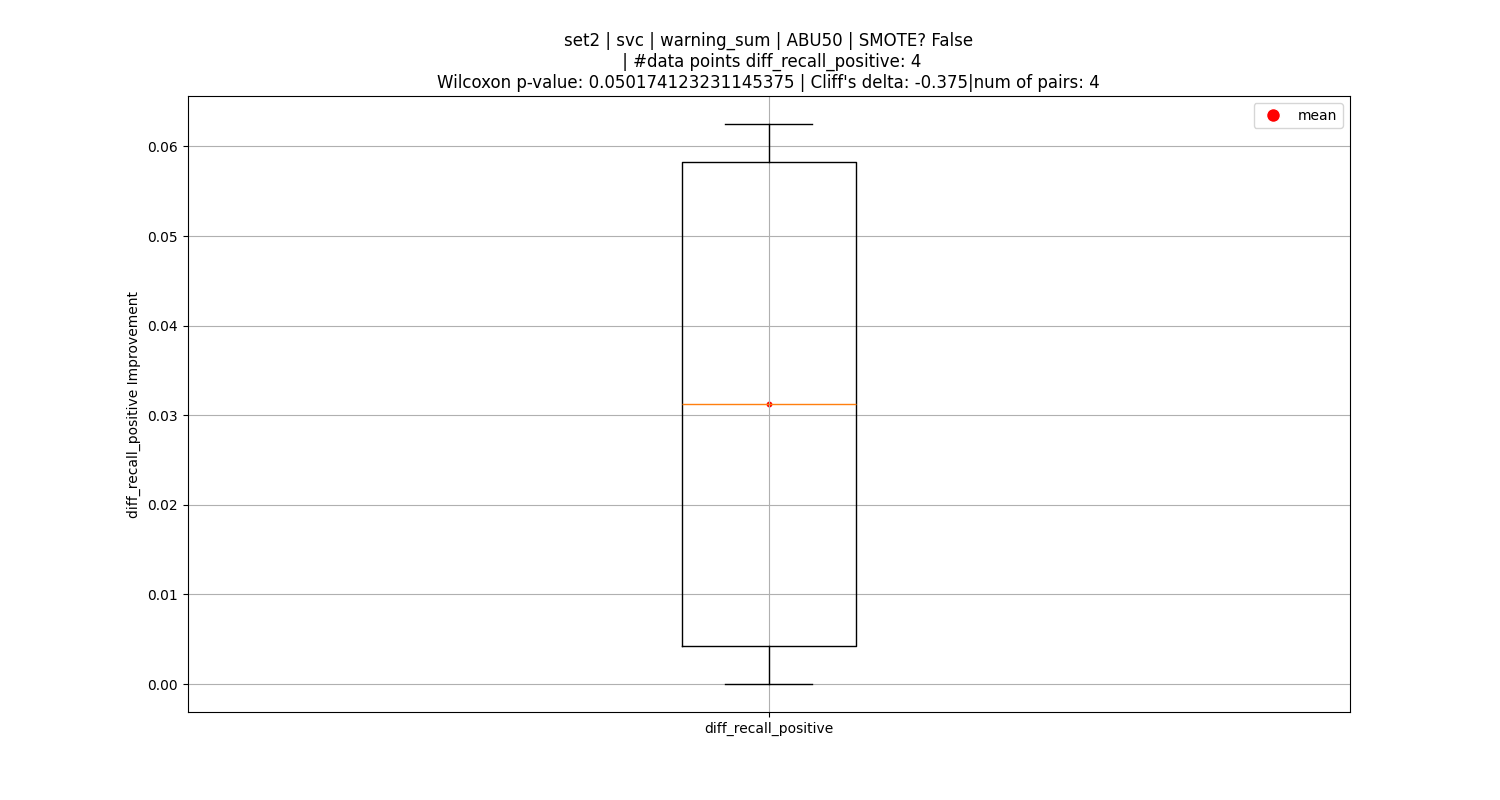 set2 | svc | warning_sum | ABU50 | SMOTE? False
| #data points diff_recall_positive: 4
Wilcoxon p-value: 0.050174123231145375 | Cliff's delta: -0.375|num of pairs: 4
mean
0.06
0.05
0.04
0.03
0.02
0.01
0.00
diff_recall_positive Improvement
diff_recall_positive